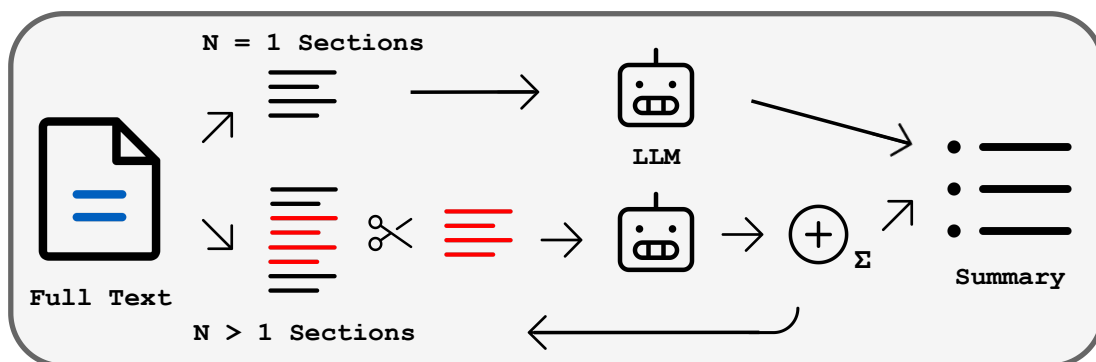 N = 1 Sections
LLM
Full Text
N > 1 Sections
Σ
Summary